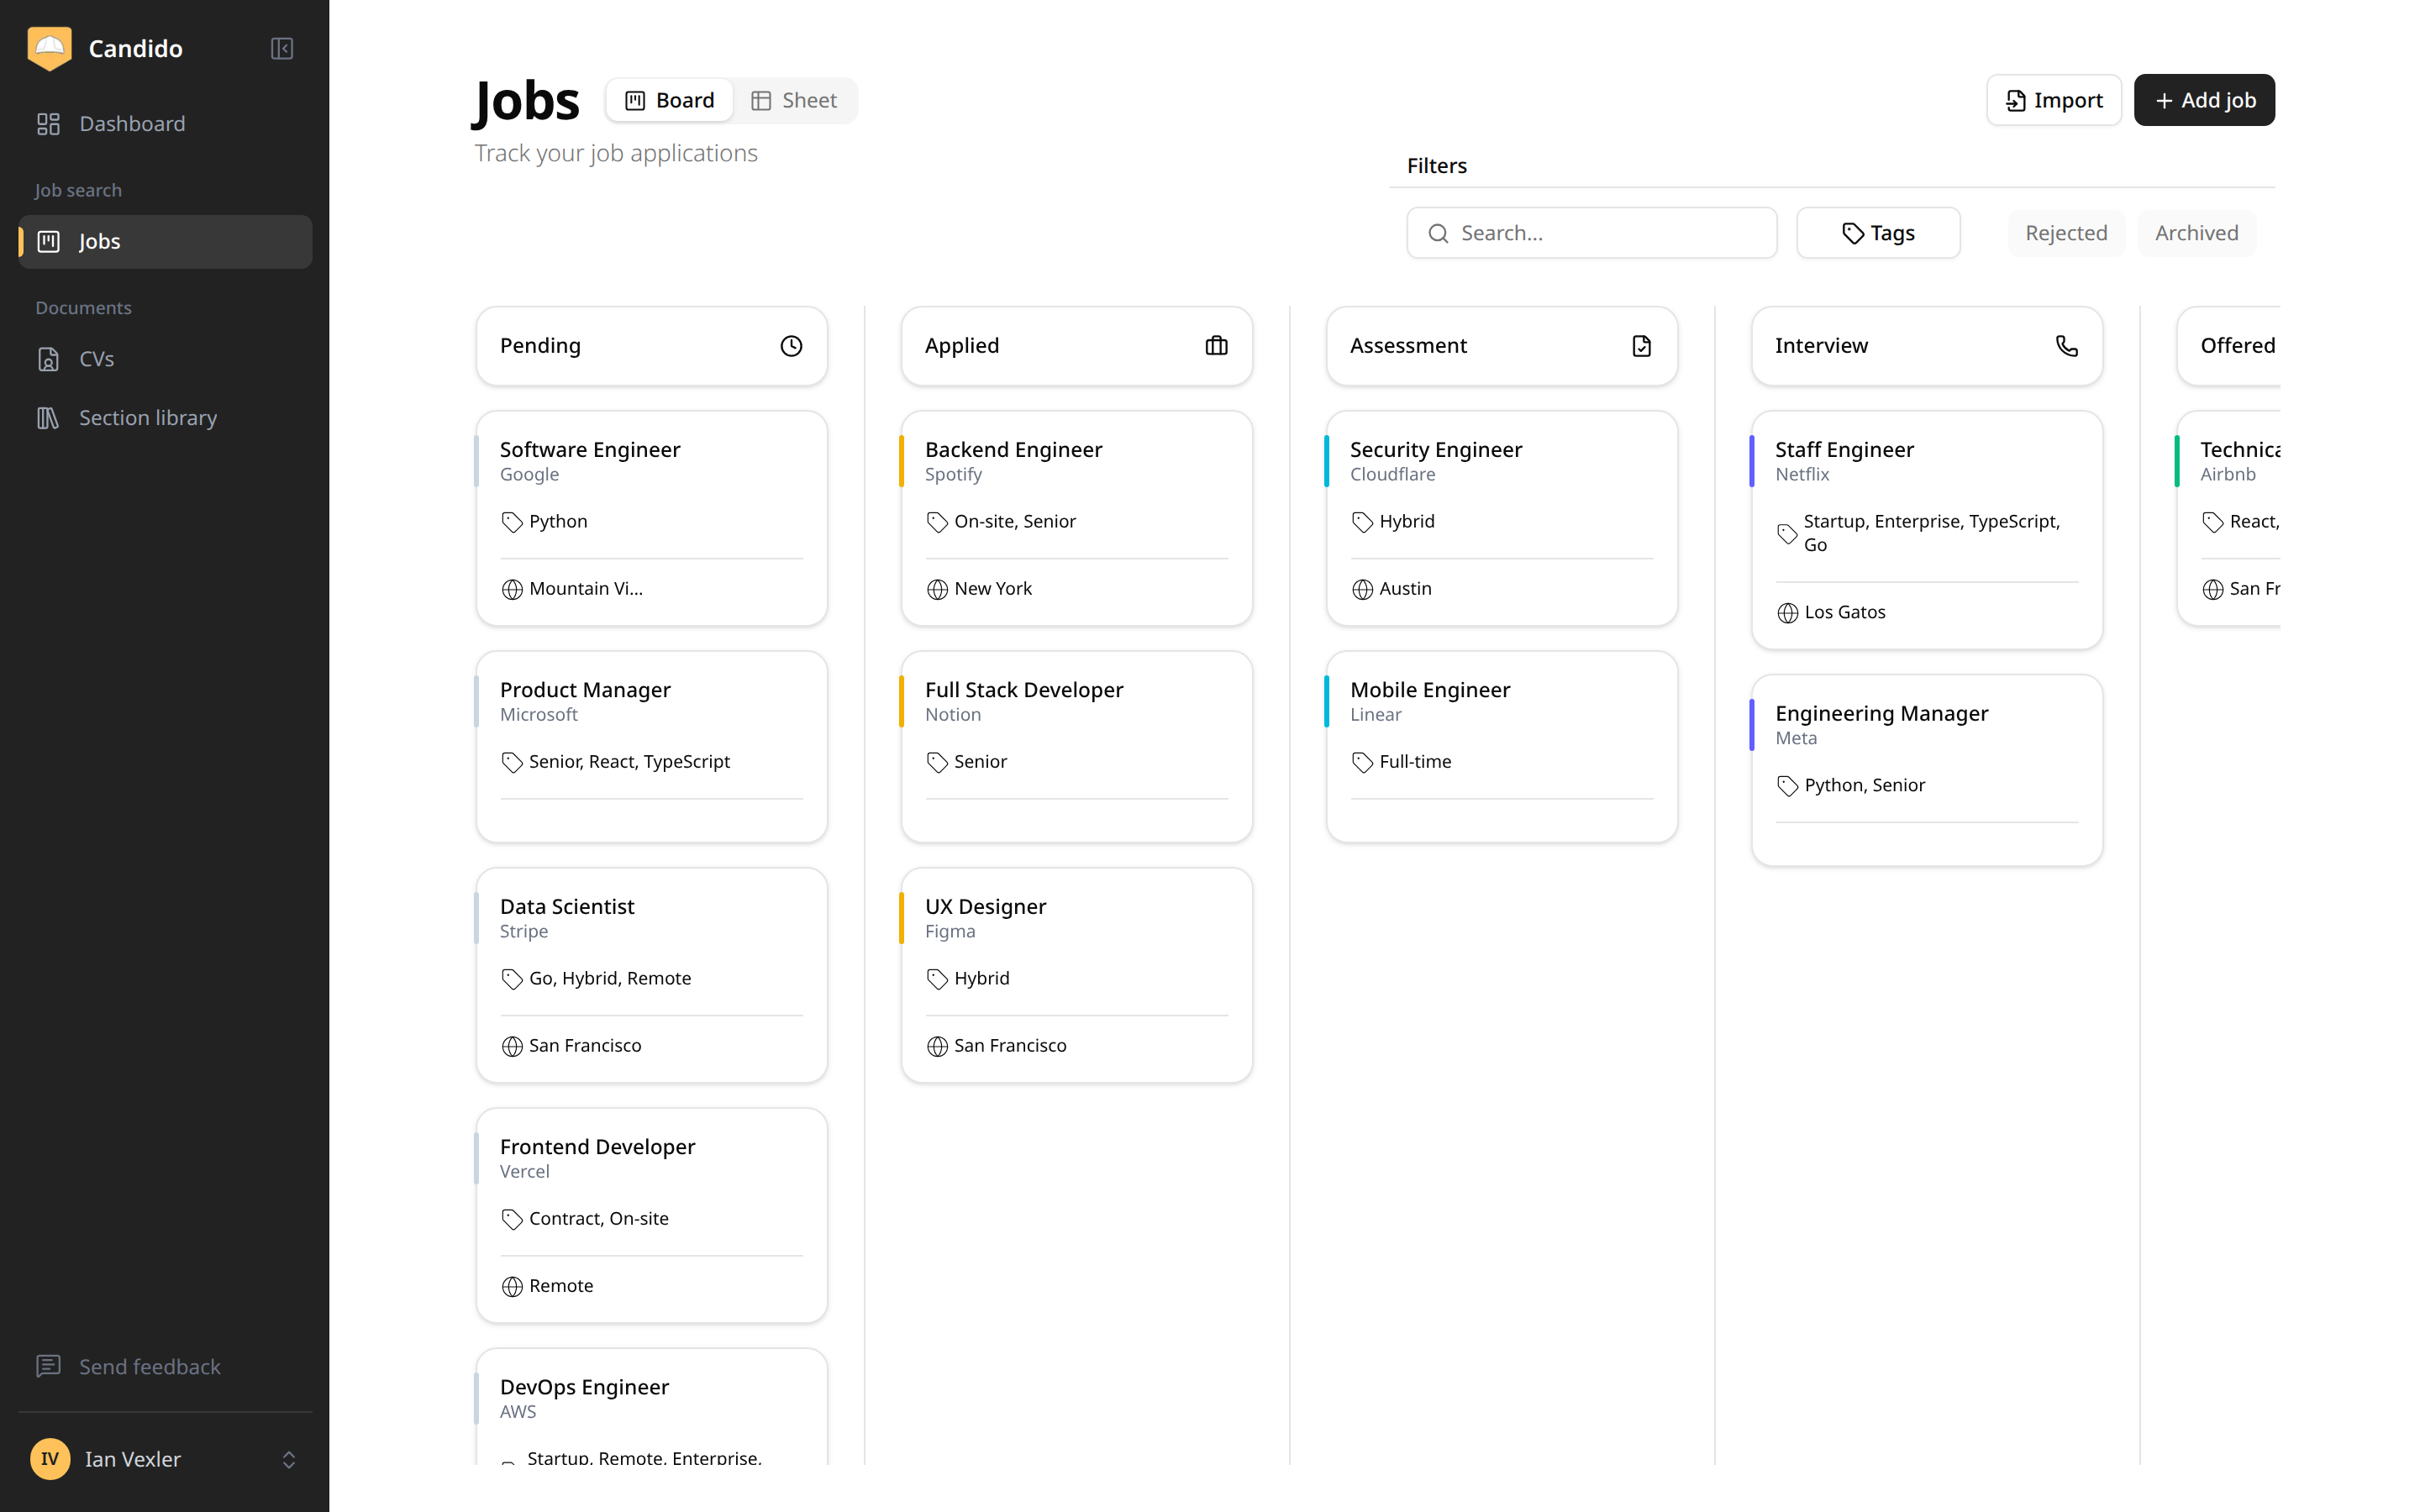 Candido
Dashboard
Job search
Jobs
Documents
CVs
Section library
Send feedback
IV
Ian Vexler
Jobs
Board
Sheet
Import
Add job
Track your job applications
Filters
Search...
Tags
Rejected
Archived
Pending
Software Engineer
Google
Python
Mountain Vi...
Product Manager
Microsoft
Senior, React, TypeScript
Data Scientist
Stripe
Go, Hybrid, Remote
San Francisco
Frontend Developer
Vercel
Contract, On-site
Remote
DevOps Engineer
AWS
Startup, Remote, Enterprise,
Applied
Backend Engineer
Spotify
On-site, Senior
New York
Full Stack Developer
Notion
Senior
UX Designer
Figma
Hybrid
San Francisco
Assessment
Security Engineer
Cloudflare
Hybrid
Austin
Mobile Engineer
Linear
Full-time
Interview
Staff Engineer
Netflix
Startup, Enterprise, TypeScript,
Go
Los Gatos
Engineering Manager
Meta
Python, Senior
Offered
Technica
Airbnb
React,
San Fr